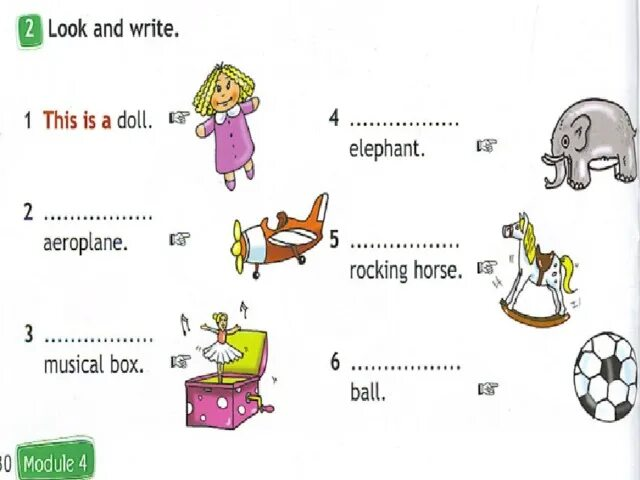 2 Look and write.
1 This is a doll.
2 ..................
aeroplane.
3 ..................
musical box.
4 ..................
elephant.
5 ..................
rocking horse.
6 ..................
ball.
30 Module 4